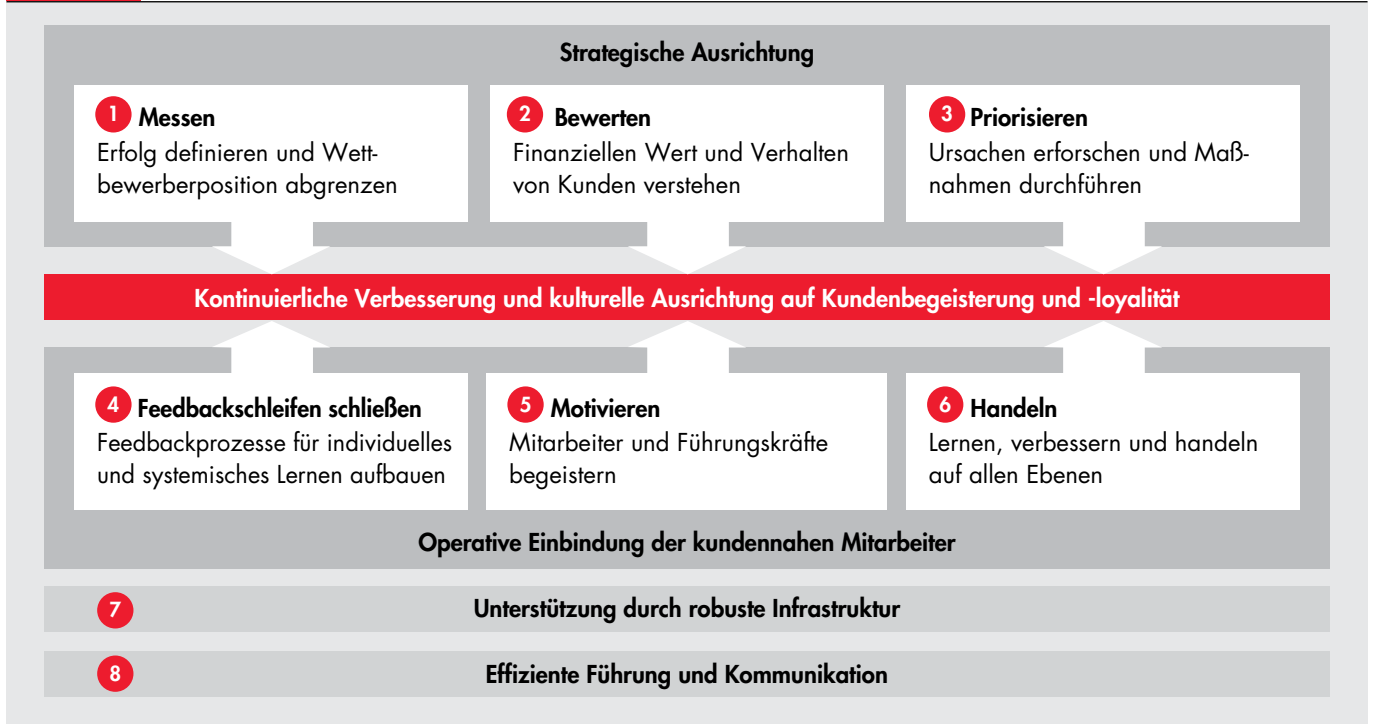 Strategische Ausrichtung
1 Messen
Erfolg definieren und Wett-
bewerberposition abgrenzen
2 Bewerten
Finanziellen Wert und Verhalten
von Kunden verstehen
3 Priorisieren
Ursachen erforschen und Maß-
nahmen durchführen
Kontinuierliche Verbesserung und kulturelle Ausrichtung auf Kundenbegeisterung und -loyalität
4 Feedbackschleifen schließen
Feedbackprozesse für individuelles
und systemisches Lernen aufbauen
5 Motivieren
Mitarbeiter und Führungskräfte
begeistern
6 Handeln
Lernen, verbessern und handeln
auf allen Ebenen
Operative Einbindung der kundennahen Mitarbeiter
7 Unterstützung durch robuste Infrastruktur
8 Effiziente Führung und Kommunikation